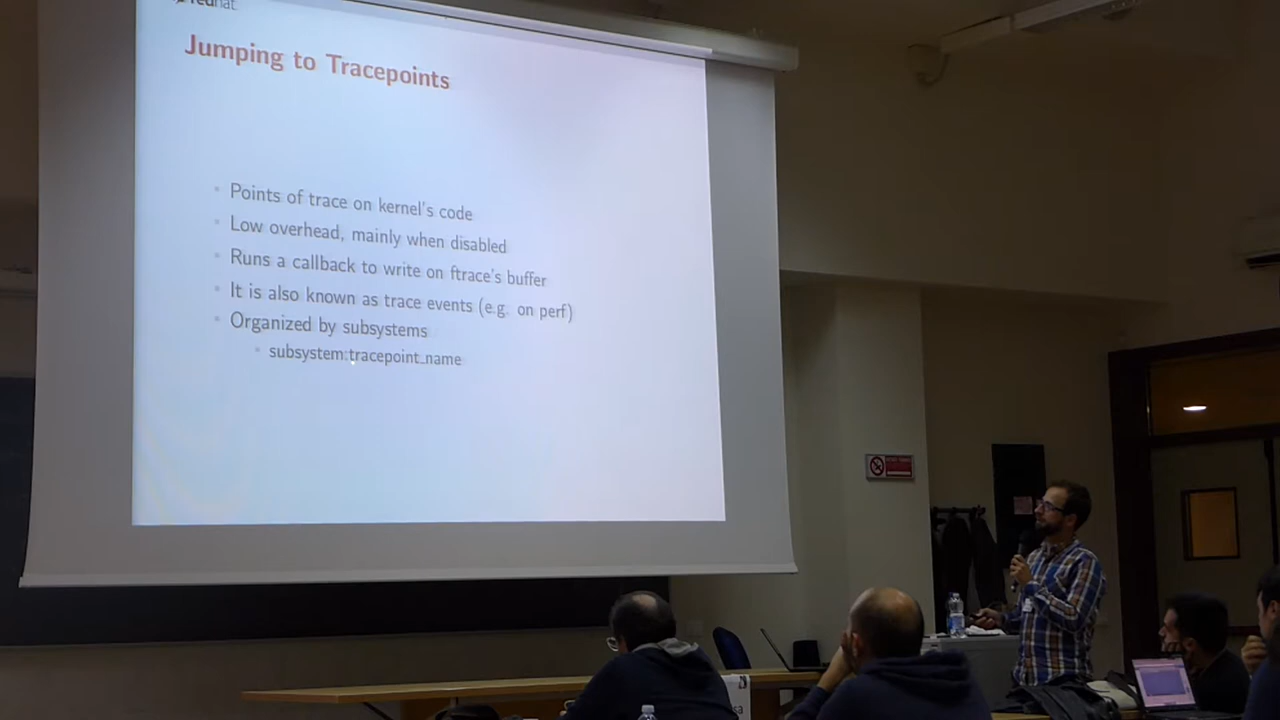 redhat.
Jumping to Tracepoints
Points of trace on kernel's code
Low overhead, mainly when disabled
Runs a callback to write on ftrace's buffer
It is also known as trace events (e.g. on perf)
Organized by subsystems
subsystem:tracepoint_name